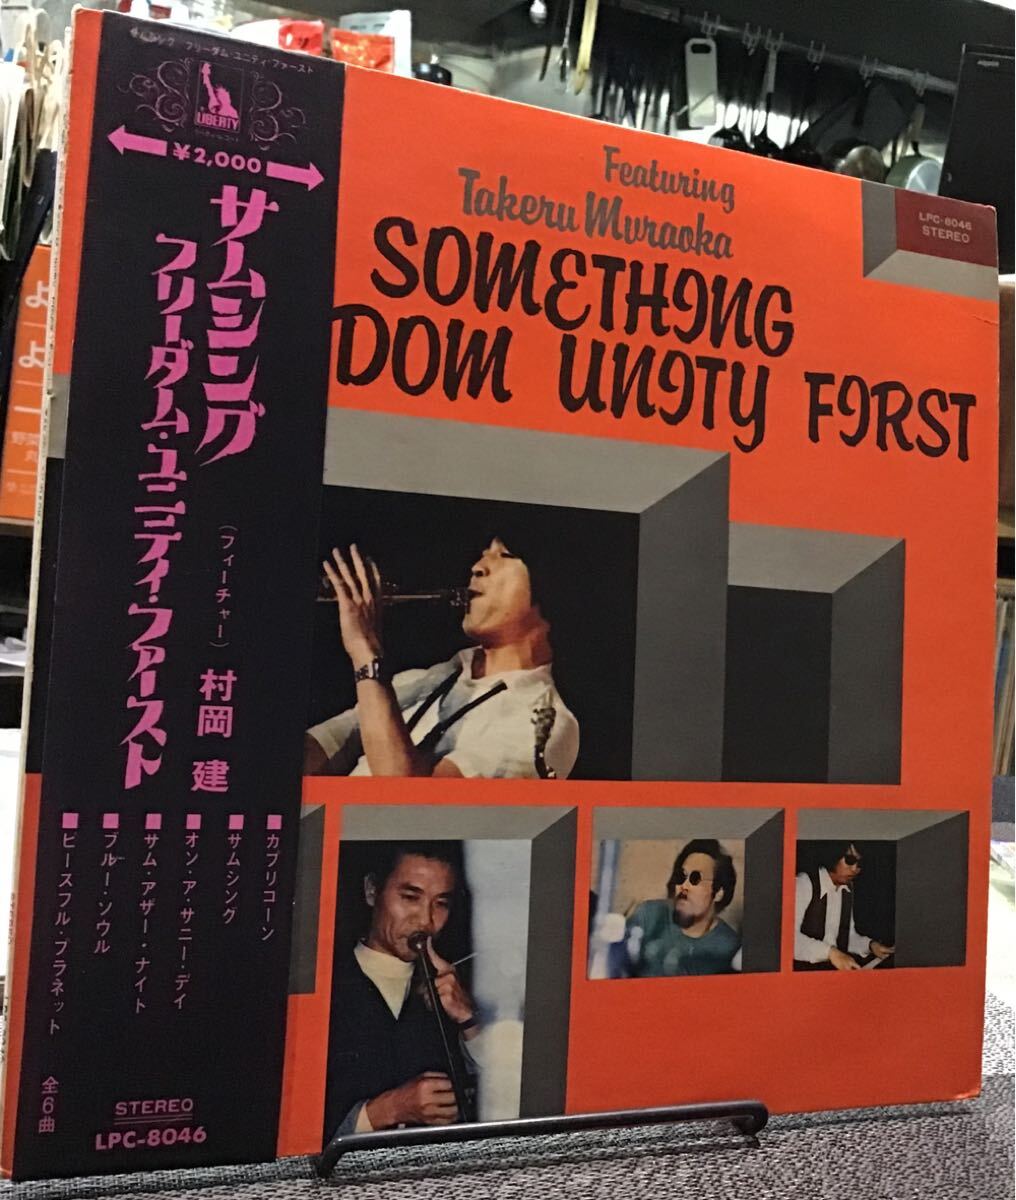 サムシング フリーダム・ユニティ・ファースト
LIBERTY
¥2,000
サムシング
フリーダム・ユニティ・ファースト
(フィーチャー)
村岡 建
■カプリコーン
■サムシング
■オン・ア・サニー・デイ
■サム・アザー・ナイト
■ブルー・ソウル
■ピースフル・プラネット
全6曲
STEREO
LPC-8046
Featuring
Takeru Muraoka
SOMETHING
DOM UNITY FIRST
LPC-8046
STEREO
よ
よ